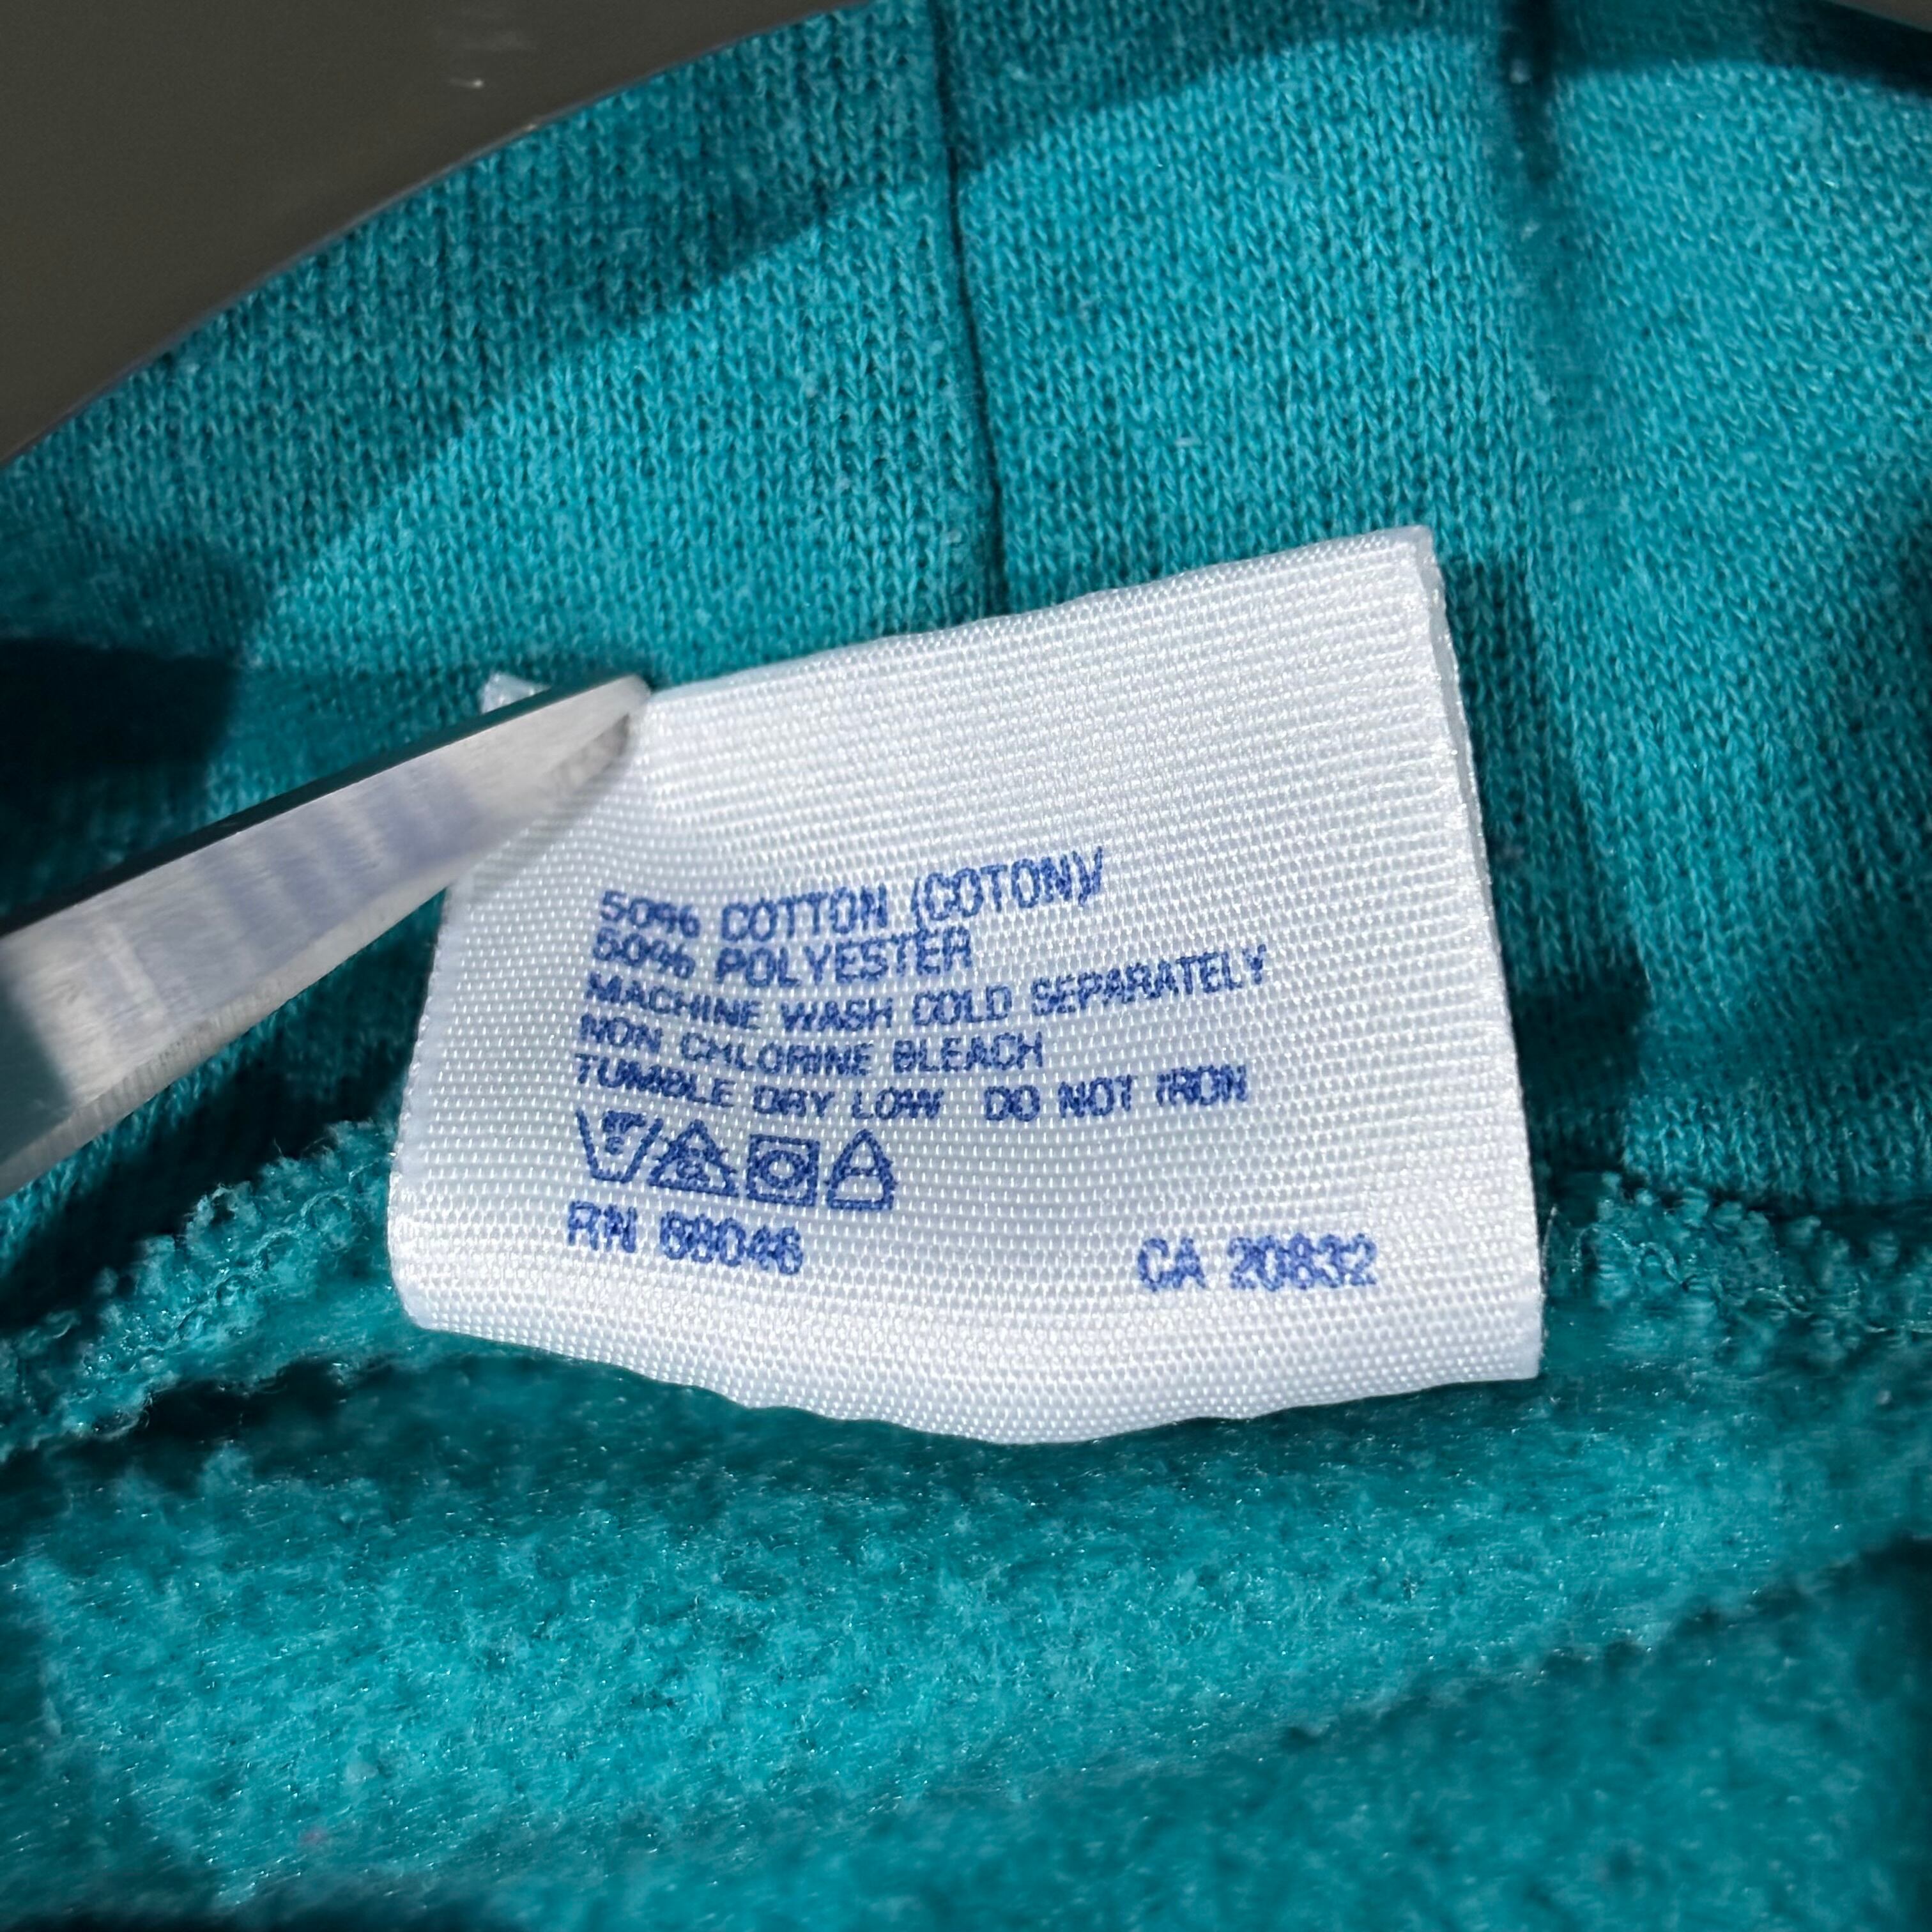 50% COTTON (COTON)/
50% POLYESTER
MACHINE WASH COLD SEPARATELY
NON CHLORINE BLEACH
TUMBLE DRY LOW DO NOT IRON
RN CA 20832